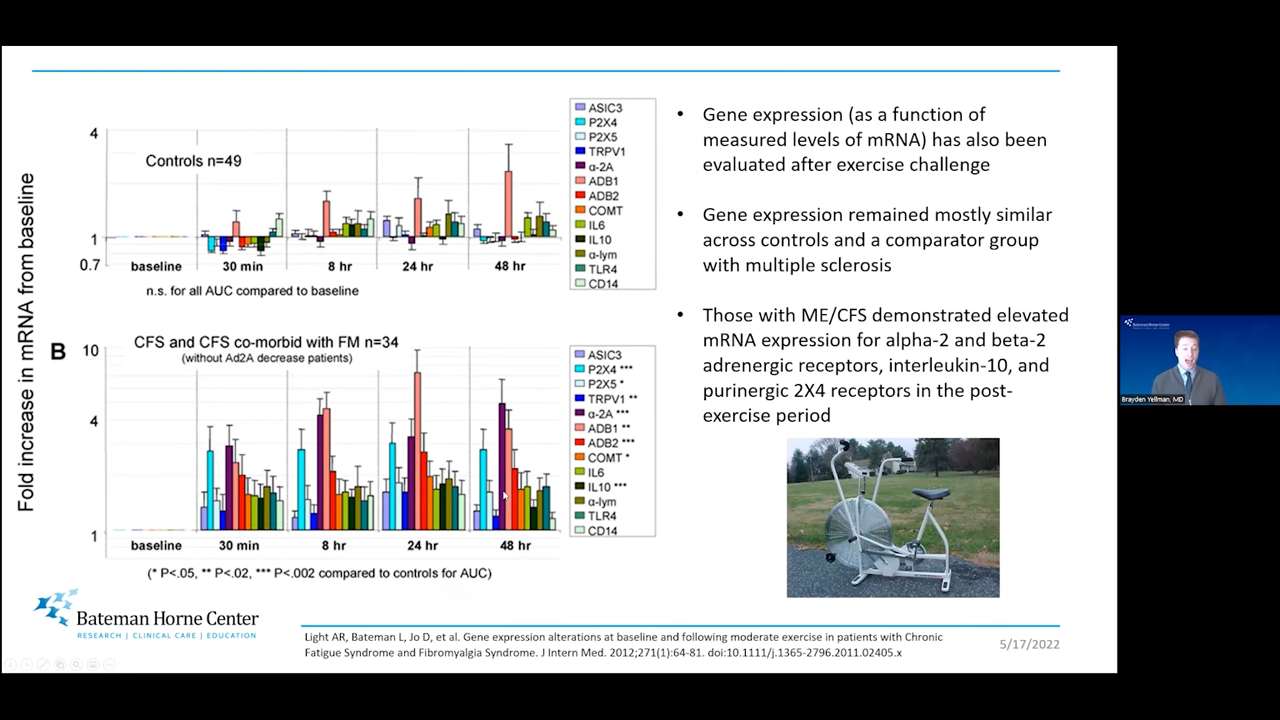 Fold increase in mRNA from baseline
4
1
0.7
Controls n=49
baseline
30 min
8 hr
24 hr
48 hr
n.s. for all AUC compared to baseline
ASIC3
P2X4
P2X5
TRPV1
α-2A
ADB1
ADB2
COMT
IL6
IL10
α-lym
TLR4
CD14
B
10
4
1
CFS and CFS co-morbid with FM n=34
(without Ad2A decrease patients)
baseline
30 min
8 hr
24 hr
48 hr
(* P<.05, ** P<.02, *** P<.002 compared to controls for AUC)
ASIC3
P2X4 ***
P2X5 *
TRPV1 **
α-2A ***
ADB1 **
ADB2 ***
COMT *
IL6
IL10 ***
α-lym
TLR4
CD14
• Gene expression (as a function of
measured levels of mRNA) has also been
evaluated after exercise challenge
• Gene expression remained mostly similar
across controls and a comparator group
with multiple sclerosis
• Those with ME/CFS demonstrated elevated
mRNA expression for alpha-2 and beta-2
adrenergic receptors, interleukin-10, and
purinergic 2X4 receptors in the post-
exercise period
Bateman Horne Center
RESEARCH | CLINICAL CARE | EDUCATION
Light AR, Bateman L, Jo D, et al. Gene expression alterations at baseline and following moderate exercise in patients with Chronic
Fatigue Syndrome and Fibromyalgia Syndrome. J Intern Med. 2012;271(1):64-81. doi:10.1111/j.1365-2796.2011.02405.x
5/17/2022
Bateman Horne Center
Brayden Yellman, MD